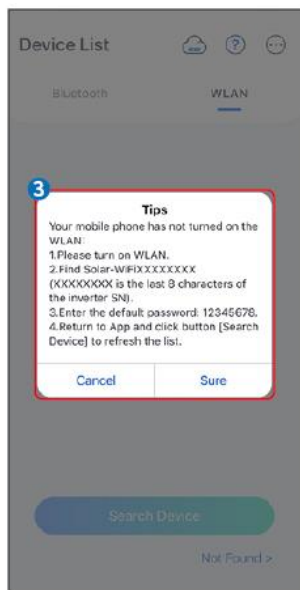 Device List
?
Bluetooth
WLAN
3
Tips
Your mobile phone has not turned on the
WLAN:
1.Please turn on WLAN.
2.Find Solar-WiFiXXXXXXXX
(XXXXXXXX is the last 8 characters of
the inverter SN).
3.Enter the default password: 12345678.
4.Return to App and click button [Search
Device] to refresh the list.
Cancel
Sure
Search Device
Not Found >